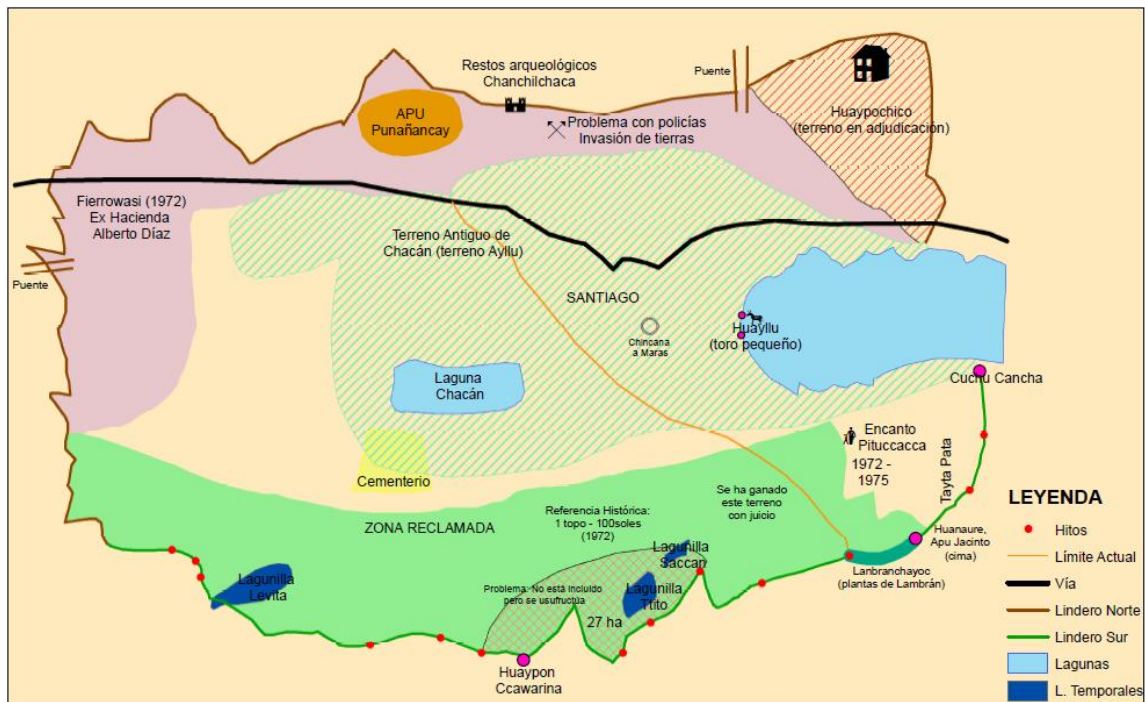 Restos arqueológicos
Chanchilchaca
Puente
APU
Punañancay
Problema con policías
Invasión de tierras
Huaypochico
(terreno en adjudicación)
Fierrowasi (1972)
Ex Hacienda
Alberto Díaz
Terreno Antiguo de
Chacán (terreno Ayllu)
Puente
SANTIAGO
Chincana
a Maras
Huayllu
(toro pequeño)
Laguna
Chacán
Cuchu Cancha
Encanto
Pituccacca
1972 -
1975
Tayta Pata
Cementerio
ZONA RECLAMADA
Referencia Histórica:
1 topo - 100soles
(1972)
Se ha ganado
este terreno
con juicio
Huanaure,
Apu Jacinto
(cima)
Lanbranchayoc
(plantas de Lambrán)
Lagunilla
Saccan
Lagunilla
Levita
Problema: No está incluido
pero se usufructúa
Lagunilla
Ttito
27 ha
Huaypon
Ccawarina
LEYENDA
Hitos
Límite Actual
Vía
Lindero Norte
Lindero Sur
Lagunas
L. Temporales